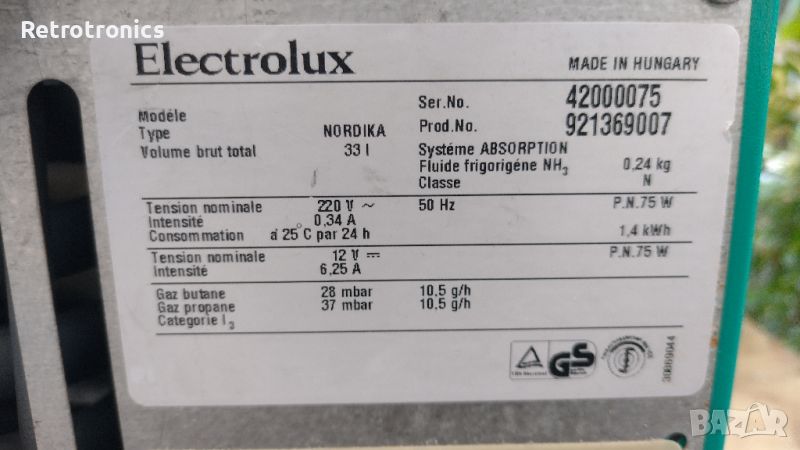 Retrotronics
Electrolux
MADE IN HUNGARY
Modéle
Type NORDIKA
Volume brut total 33 l
Ser.No. 42000075
Prod.No. 921369007
Systéme ABSORPTION
Fluide frigorigéne NH3 0,24 kg
Classe N
Tension nominale 220 V ~ 50 Hz P.N.75 W
Intensité 0,34 A
Consommation a 25°C par 24 h 1,4 kWh
Tension nominale 12 V ⎓ P.N.75 W
Intensité 6,25 A
Gaz butane 28 mbar 10,5 g/h
Gaz propane 37 mbar 10,5 g/h
Categorie I3
GS
BAZAR